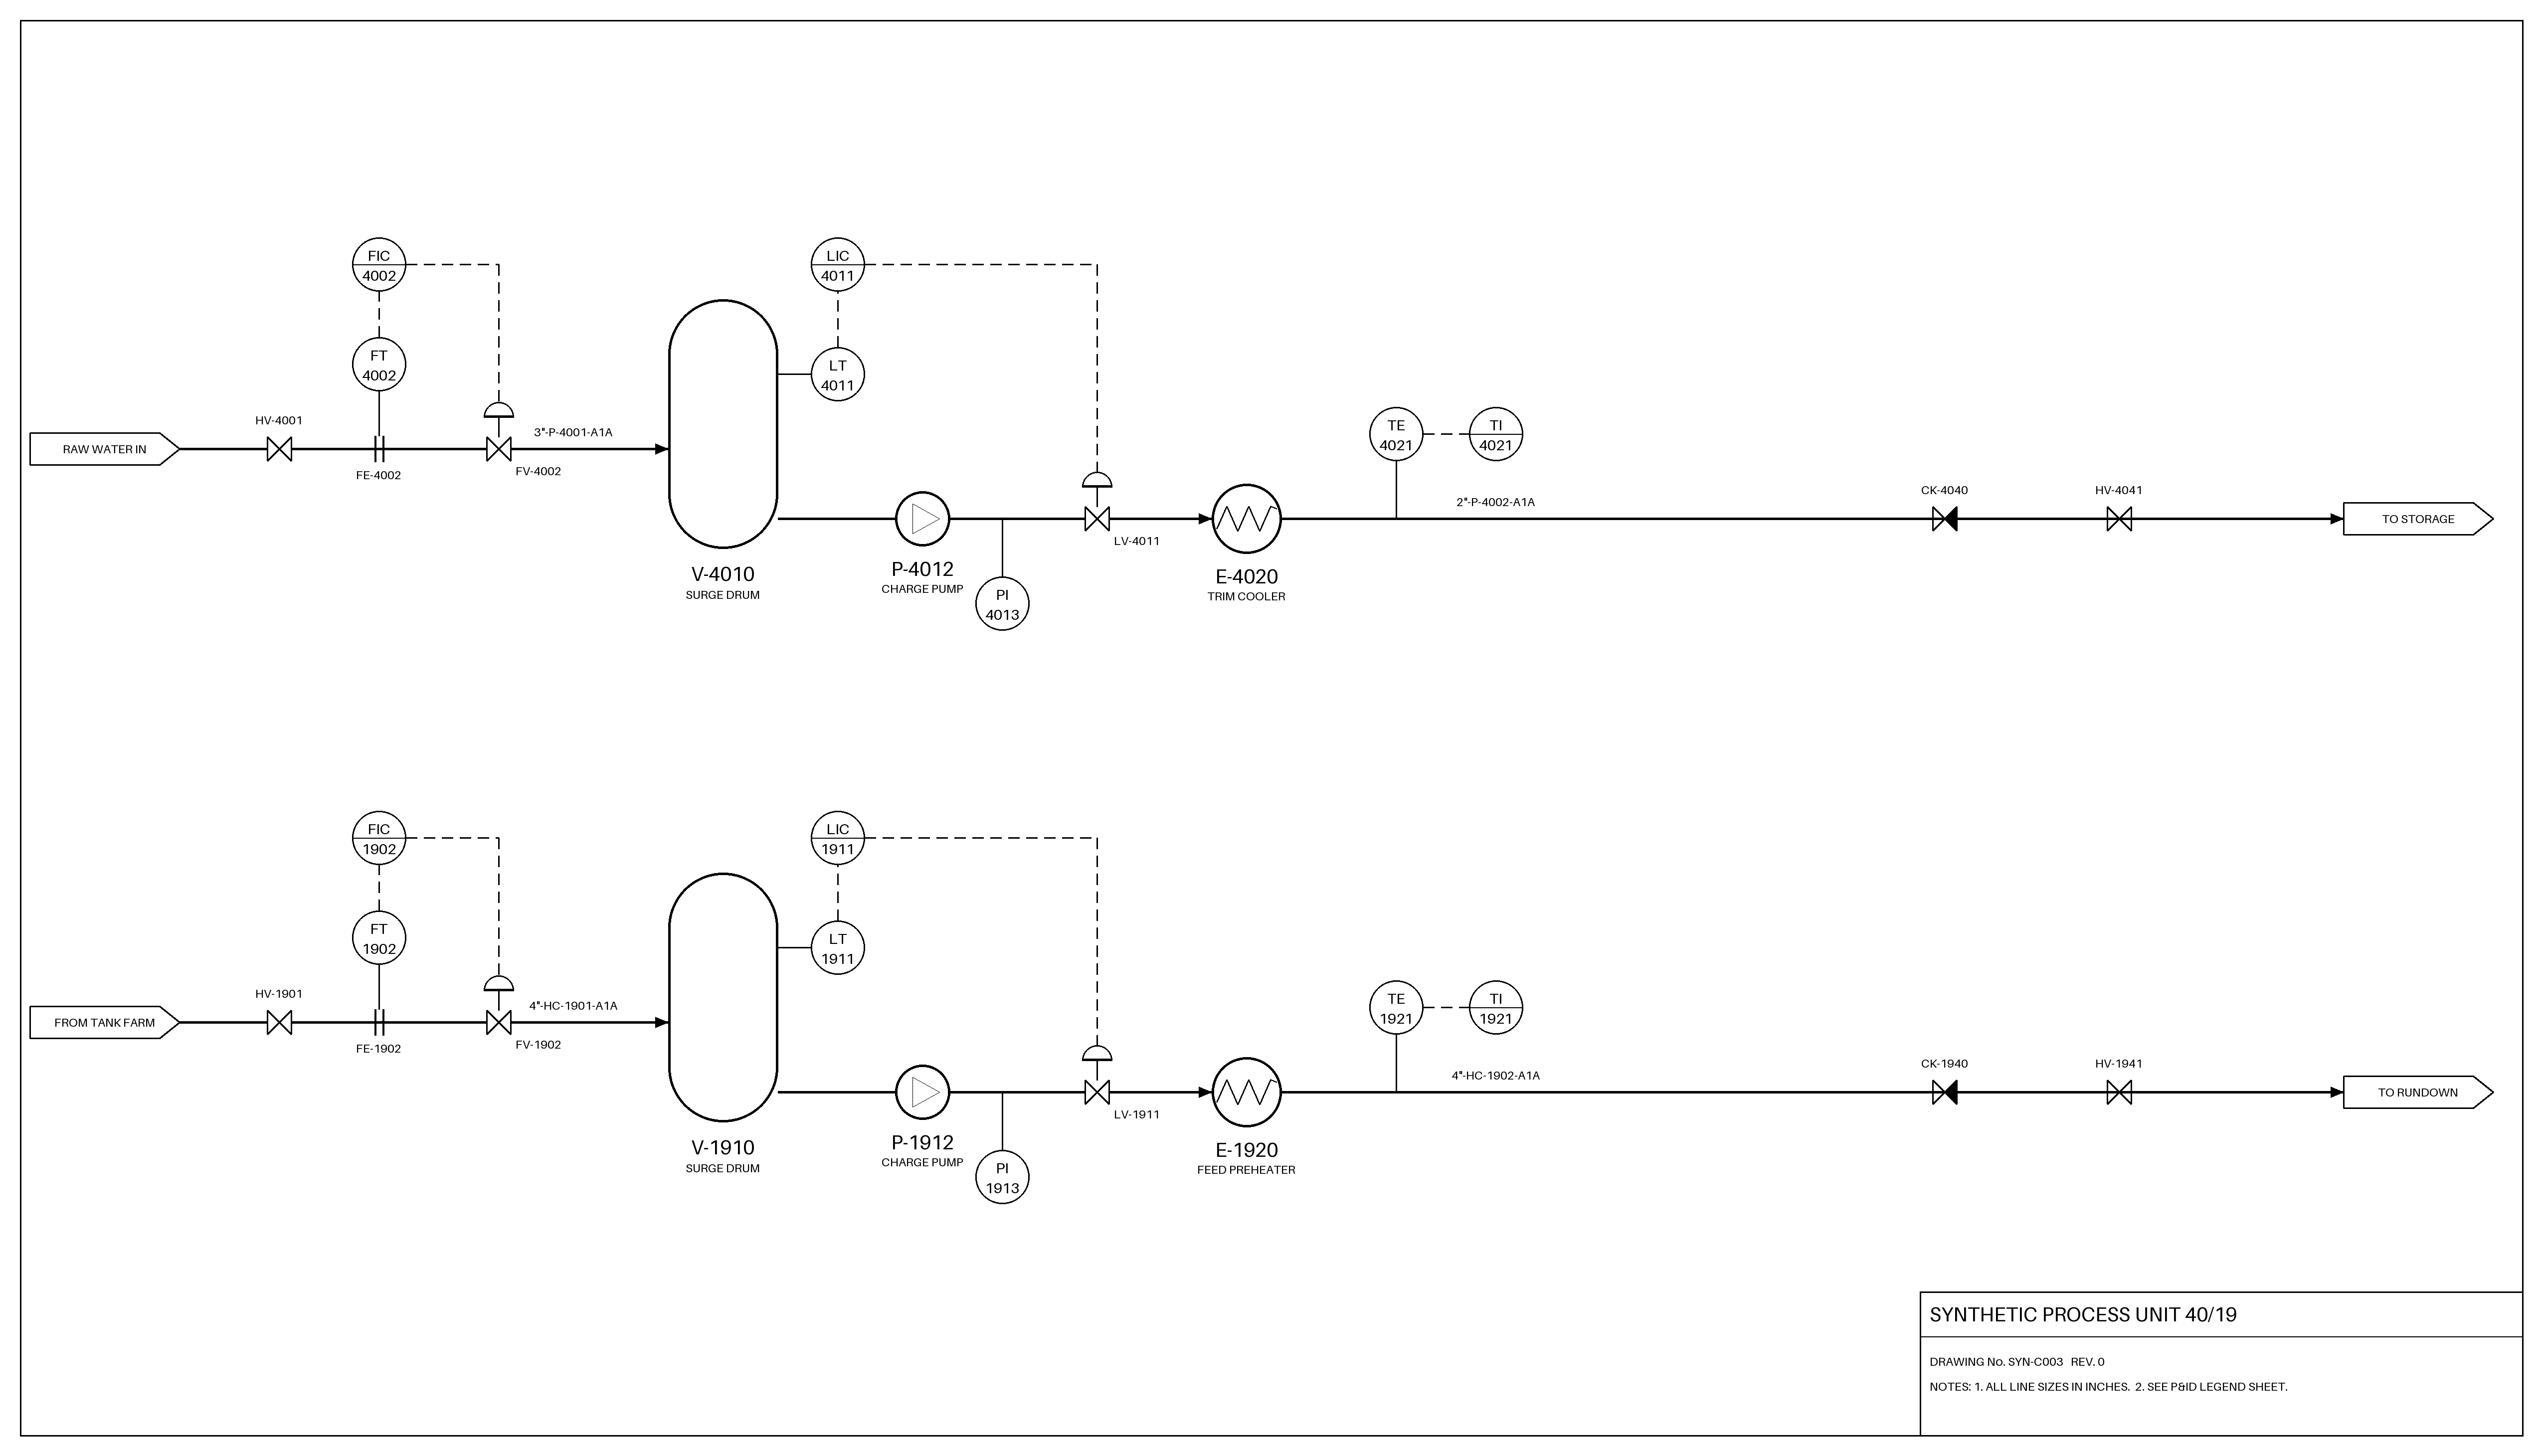 FIC
4002
LIC
4011
FT
4002
LT
4011
HV-4001
3"-P-4001-A1A
RAW WATER IN
FE-4002
FV-4002
TE
4021
TI
4021
2"-P-4002-A1A
CK-4040
HV-4041
TO STORAGE
LV-4011
V-4010
SURGE DRUM
P-4012
CHARGE PUMP
PI
4013
E-4020
TRIM COOLER
FIC
1902
LIC
1911
FT
1902
LT
1911
HV-1901
4"-HC-1901-A1A
FROM TANK FARM
FE-1902
FV-1902
TE
1921
TI
1921
4"-HC-1902-A1A
CK-1940
HV-1941
TO RUNDOWN
LV-1911
V-1910
SURGE DRUM
P-1912
CHARGE PUMP
PI
1913
E-1920
FEED PREHEATER
SYNTHETIC PROCESS UNIT 40/19
DRAWING No. SYN-C003 REV. 0
NOTES: 1. ALL LINE SIZES IN INCHES. 2. SEE P&ID LEGEND SHEET.